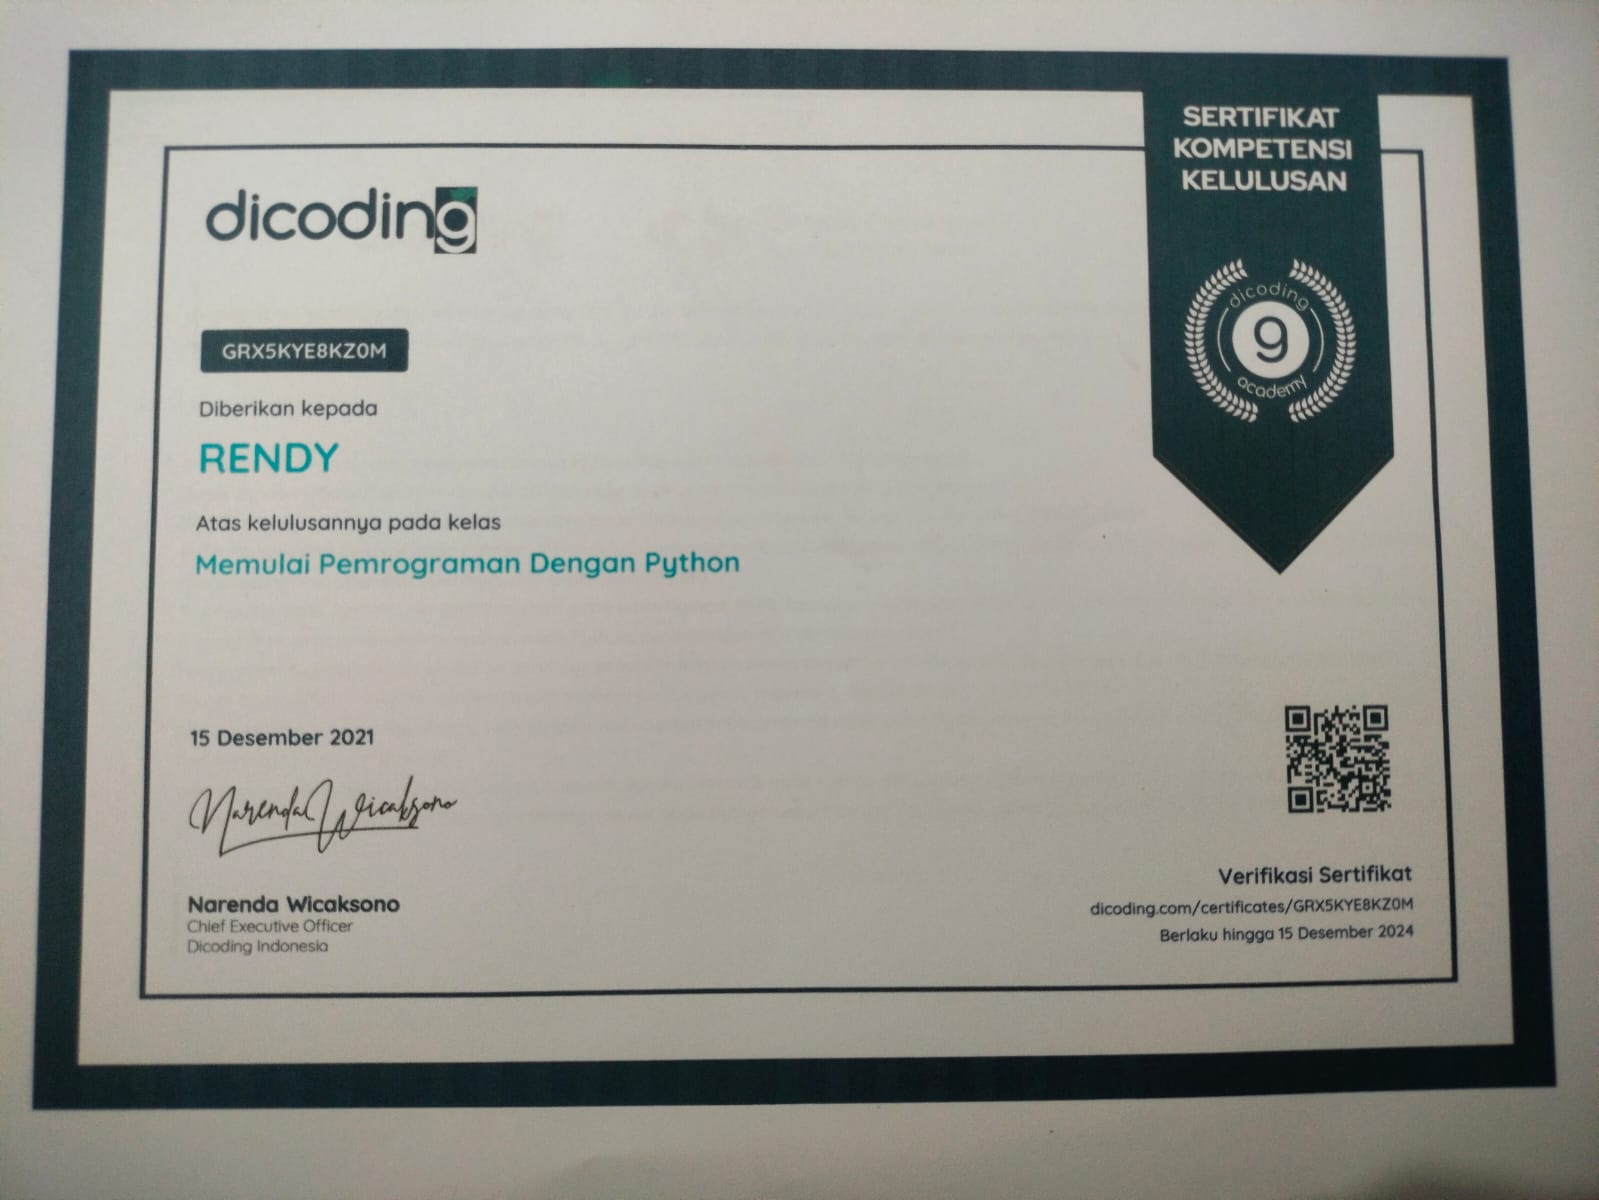 SERTIFIKAT
KOMPETENSI
KELULUSAN
dicoding
dicoding
9
academy
GRX5KYE8KZ0M
Diberikan kepada
RENDY
Atas kelulusannya pada kelas
Memulai Pemrograman Dengan Python
15 Desember 2021
Narenda Wicaksono
Narenda Wicaksono
Chief Executive Officer
Dicoding Indonesia
Verifikasi Sertifikat
dicoding.com/certificates/GRX5KYE8KZ0M
Berlaku hingga 15 Desember 2024